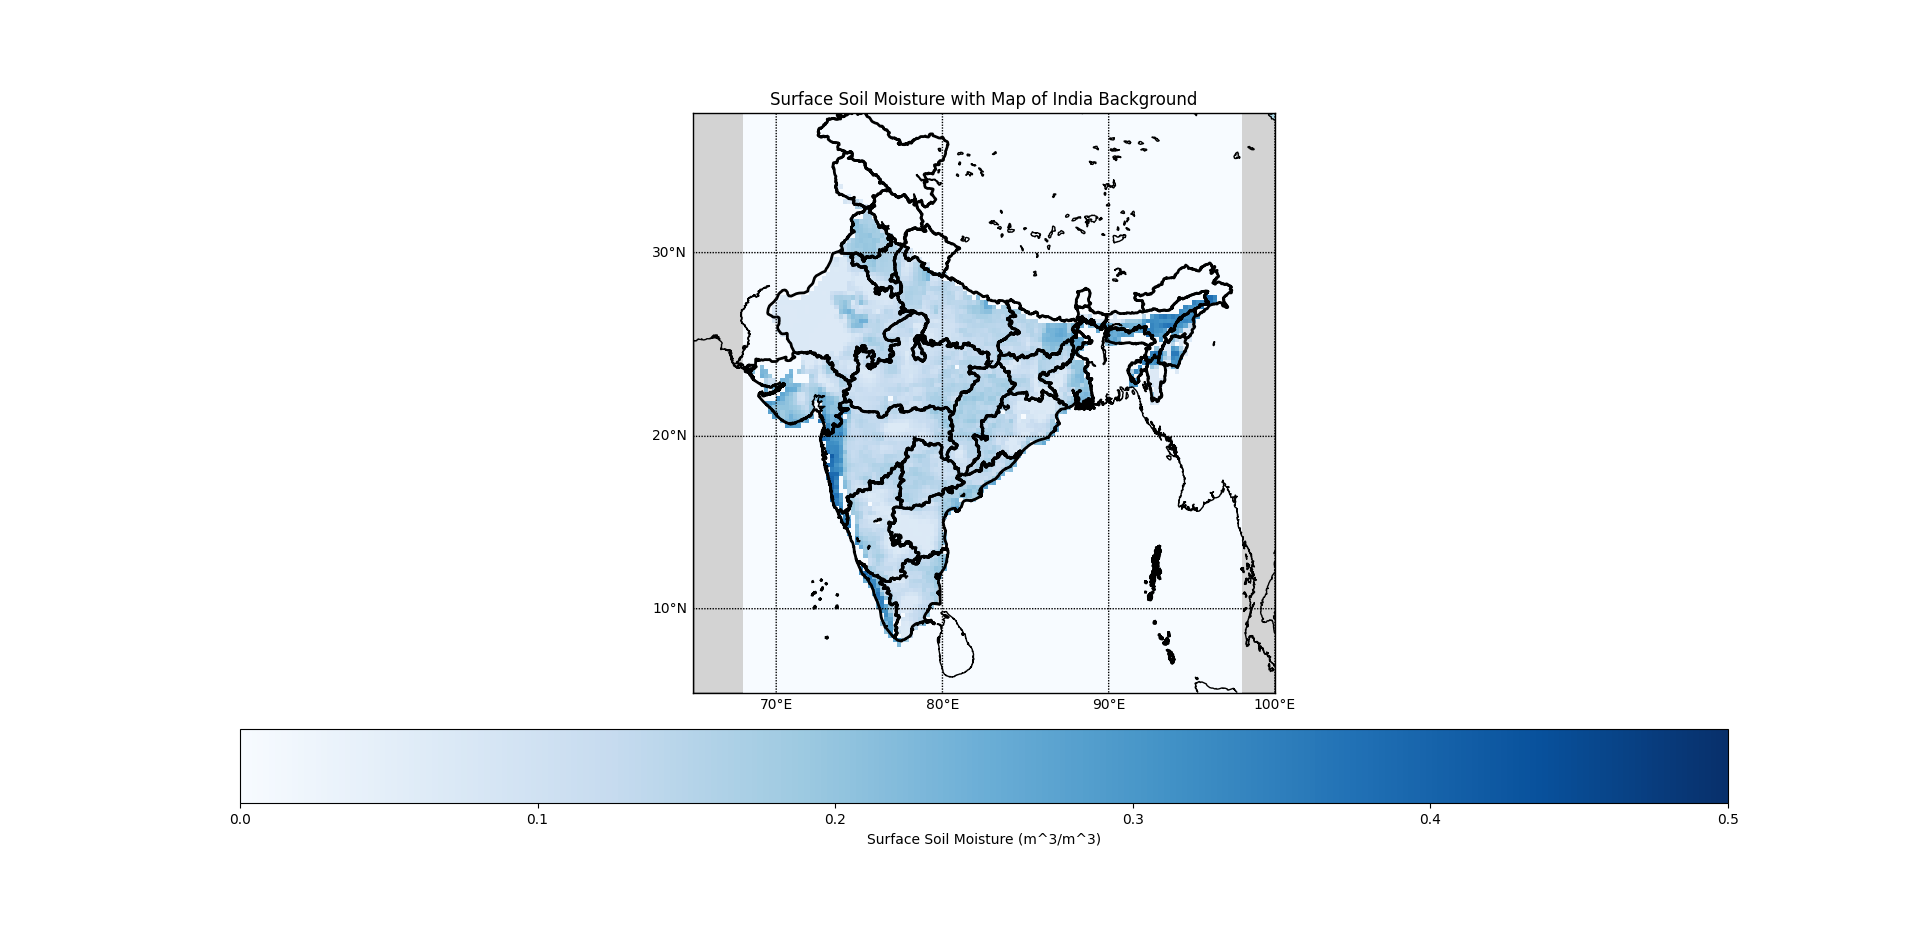 Surface Soil Moisture with Map of India Background
30°N
20°N
10°N
70°E 80°E 90°E 100°E
0.0 0.1 0.2 0.3 0.4 0.5
Surface Soil Moisture (m^3/m^3)